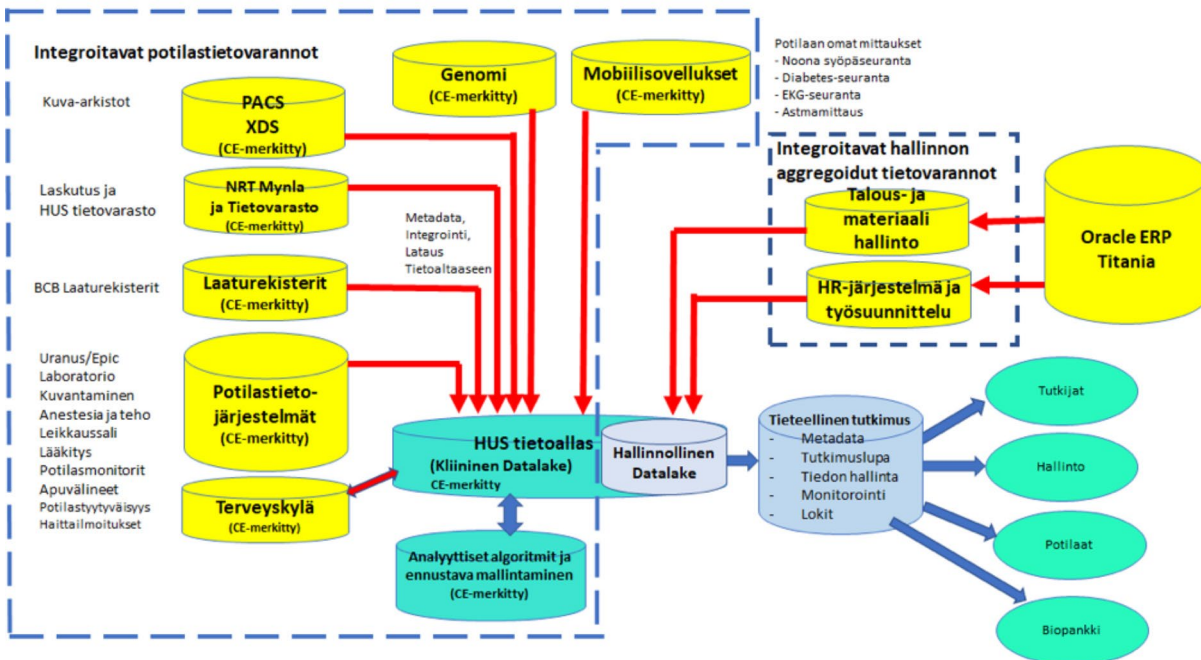 Integroitavat potilastietovarannot
Kuva-arkistot
PACS
XDS
(CE-merkitty)
Genomi
(CE-merkitty)
Mobiilisovellukset
(CE-merkitty)
Potilaan omat mittaukset
- Noona syöpäseuranta
- Diabetes-seuranta
- EKG-seuranta
- Astmamittaus
Laskutus ja
HUS tietovarasto
NRT Mynla
ja Tietovarasto
(CE-merkitty)
Metadata,
Integrointi,
Lataus
Tietoaltaaseen
Integroitavat hallinnon
aggregoidut tietovarannot
Talous- ja
materiaali
hallinto
HR-järjestelmä ja
työsuunnittelu
Oracle ERP
Titania
BCB Laaturekisterit
Laaturekisterit
(CE-merkitty)
Uranus/Epic
Laboratorio
Kuvantaminen
Anestesia ja teho
Leikkaussali
Lääkitys
Potilasmonitorit
Apuvälineet
Potilastyytyväisyys
Haittailmoitukset
Potilastieto-
järjestelmät
(CE-merkitty)
Terveyskylä
(CE-merkitty)
HUS tietoallas
(Kliininen Datalake)
CE-merkitty
Hallinnollinen
Datalake
Analyyttiset algoritmit ja
ennustava mallintaminen
(CE-merkitty)
Tieteellinen tutkimus
- Metadata
- Tutkimuslupa
- Tiedon hallinta
- Monitorointi
- Lokit
Tutkijat
Hallinto
Potilaat
Biopankki